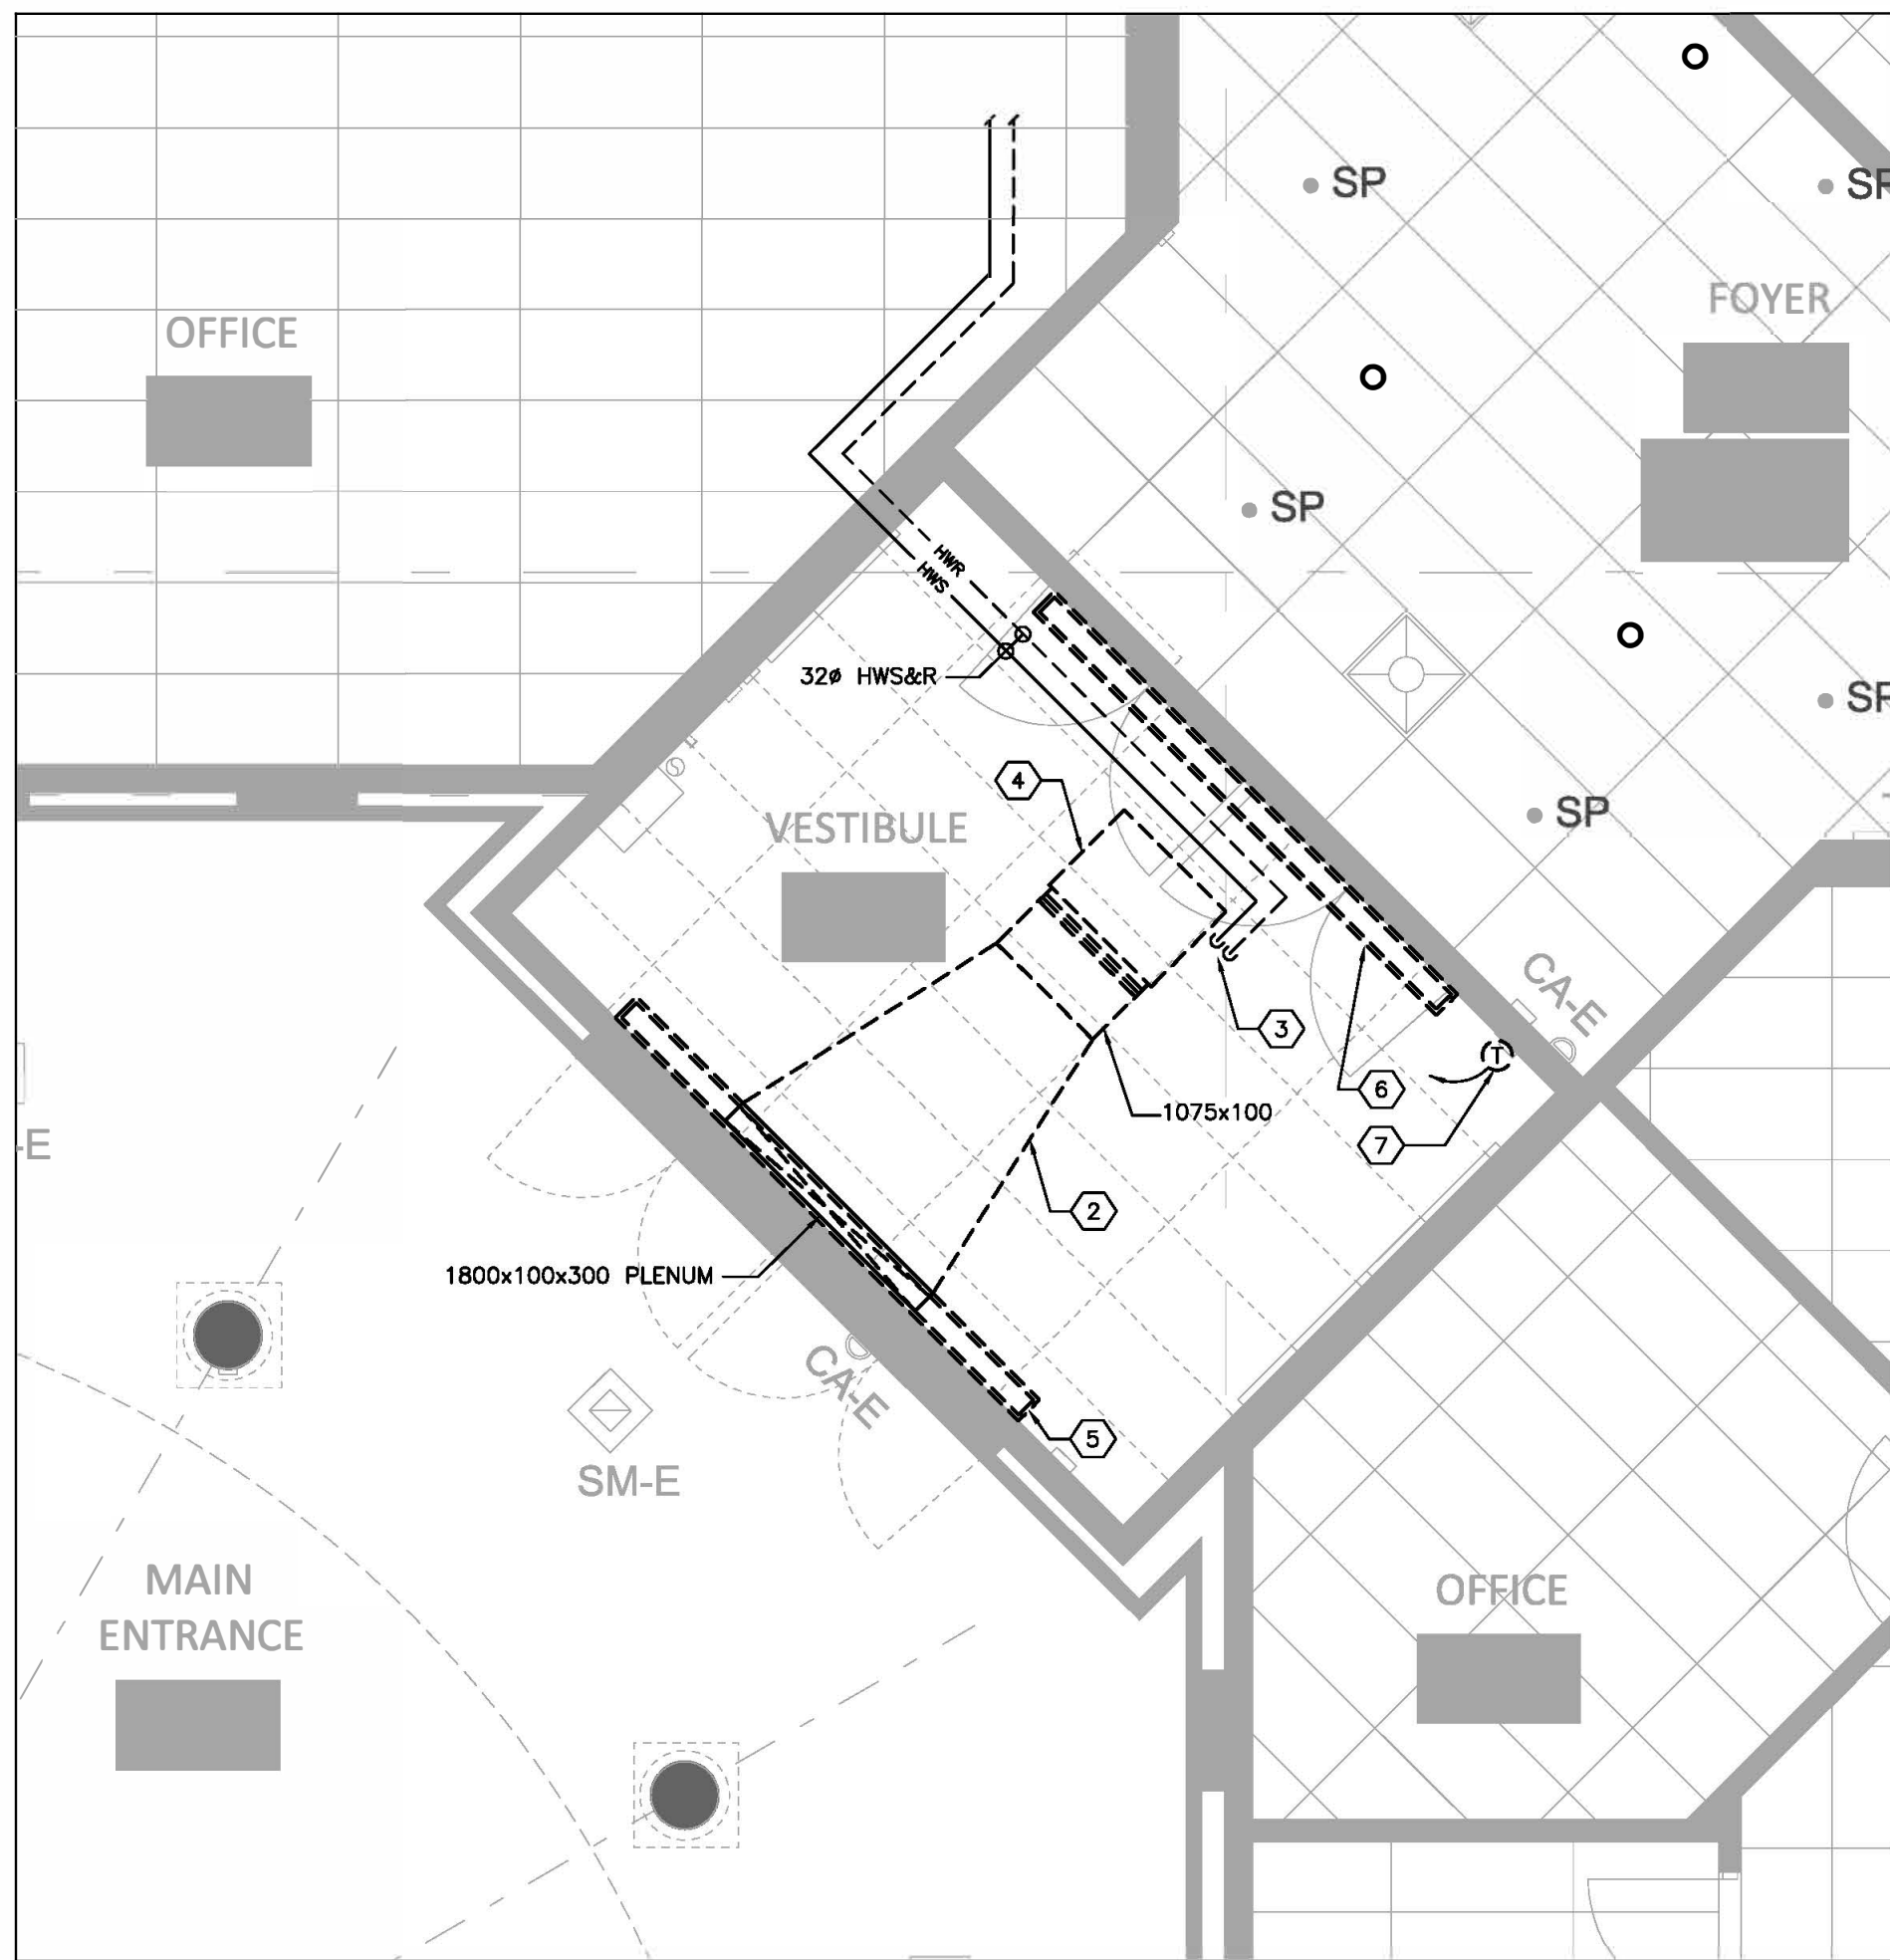 SP
SP
OFFICE
FOYER
SP
HWR
HWS
32ø HWS&R
SP
4
VESTIBULE
SP
CA-E
3
T
6
1075x100
-E
7
2
1800x100x300 PLENUM
CA-E
5
SM-E
MAIN
ENTRANCE
OFFICE